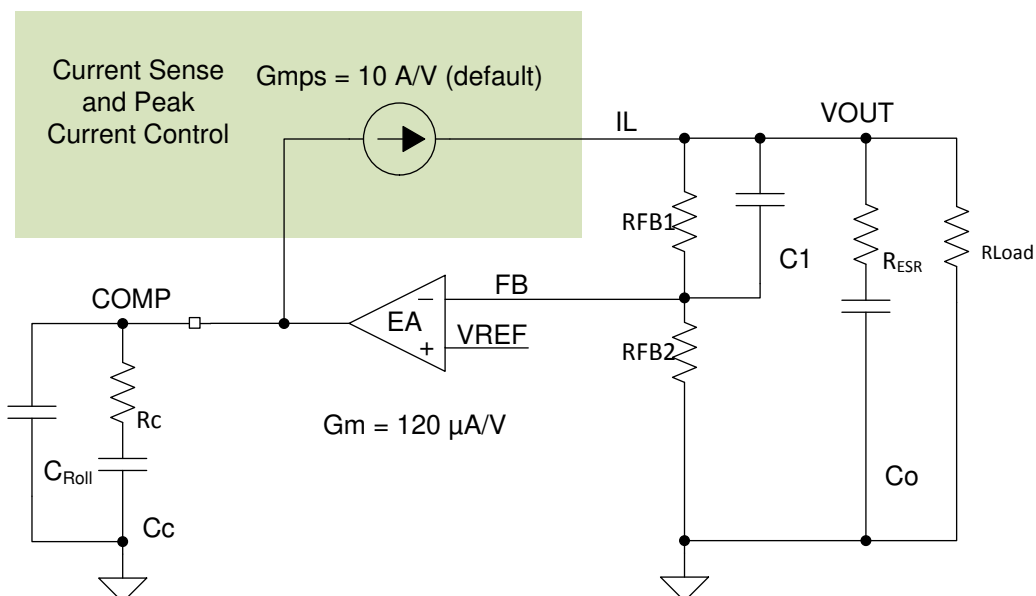 Current Sense
and Peak
Current Control
Gmps = 10 A/V (default)
IL
VOUT
RFB1
C1
RESR
RLoad
COMP
FB
EA
VREF
RFB2
Rc
Gm = 120 µA/V
CRoll
Co
Cc